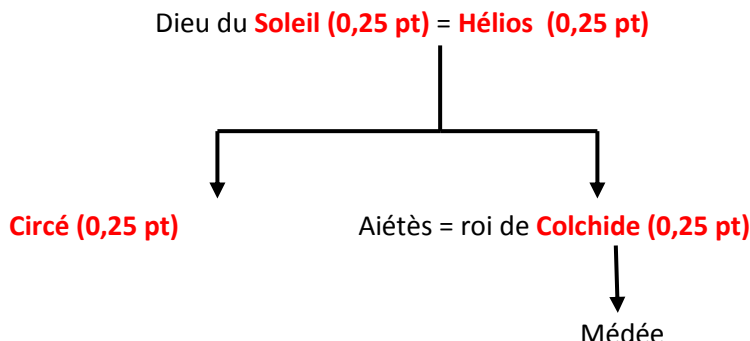 Dieu du Soleil (0,25 pt) = Hélios (0,25 pt)
Circé (0,25 pt)
Aiétès = roi de Colchide (0,25 pt)
Médée